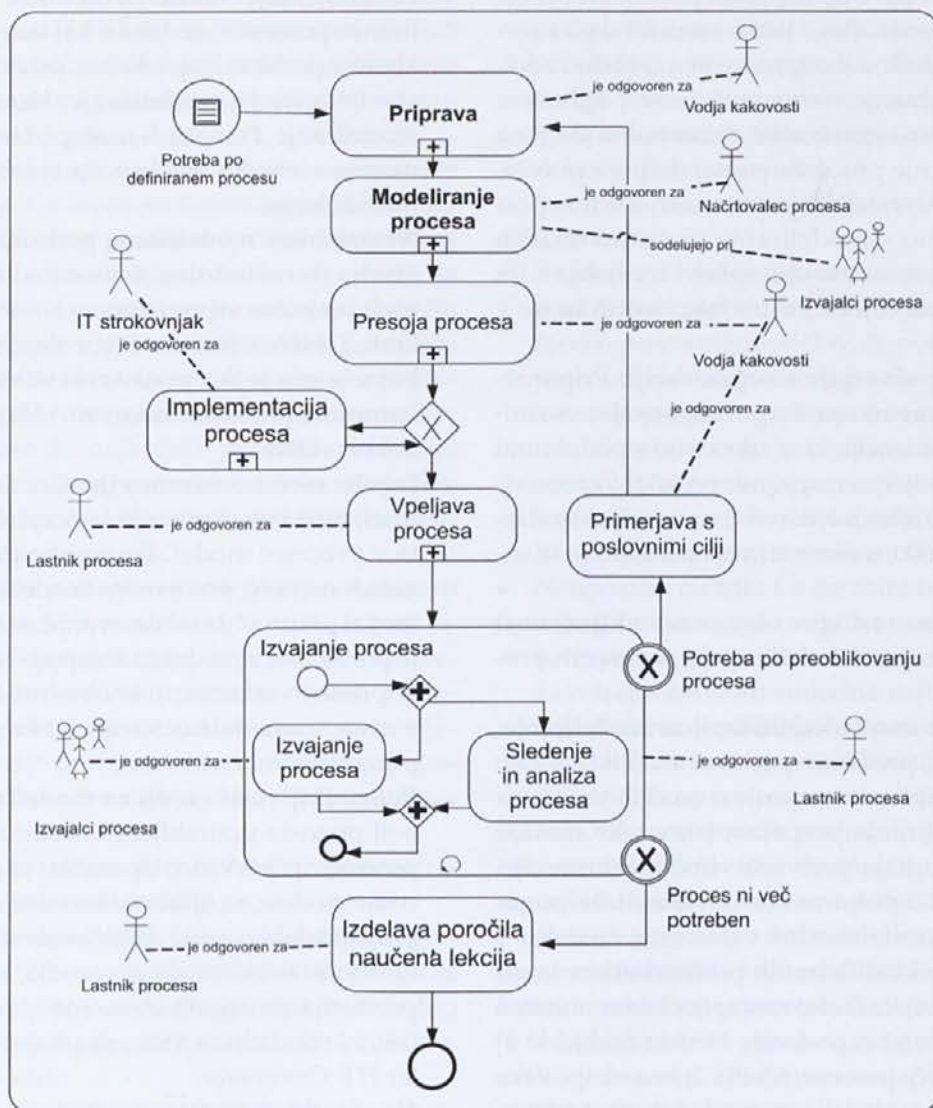 je odgovoren za
Vodja kakovosti
Priprava
Potreba po
definiranem procesu
je odgovoren za
Načrtovalec procesa
Modeliranje
procesa
sodelujejo pri
Izvajalci procesa
IT strokovnjak
je odgovoren za
Presoja procesa
je odgovoren za
Vodja kakovosti
je odgovoren za
Implementacija
procesa
Lastnik procesa
je odgovoren za
Vpeljava
procesa
Primerjava s
poslovnimi cilji
Izvajanje procesa
X
Potreba po preoblikovanju
procesa
Izvajanje
procesa
Sledenje
in analiza
procesa
je odgovoren za
Izvajalci procesa
je odgovoren za
Lastnik procesa
X
Proces ni več
potreben
Izdelava poročila
naučena lekcija
je odgovoren za
Lastnik procesa